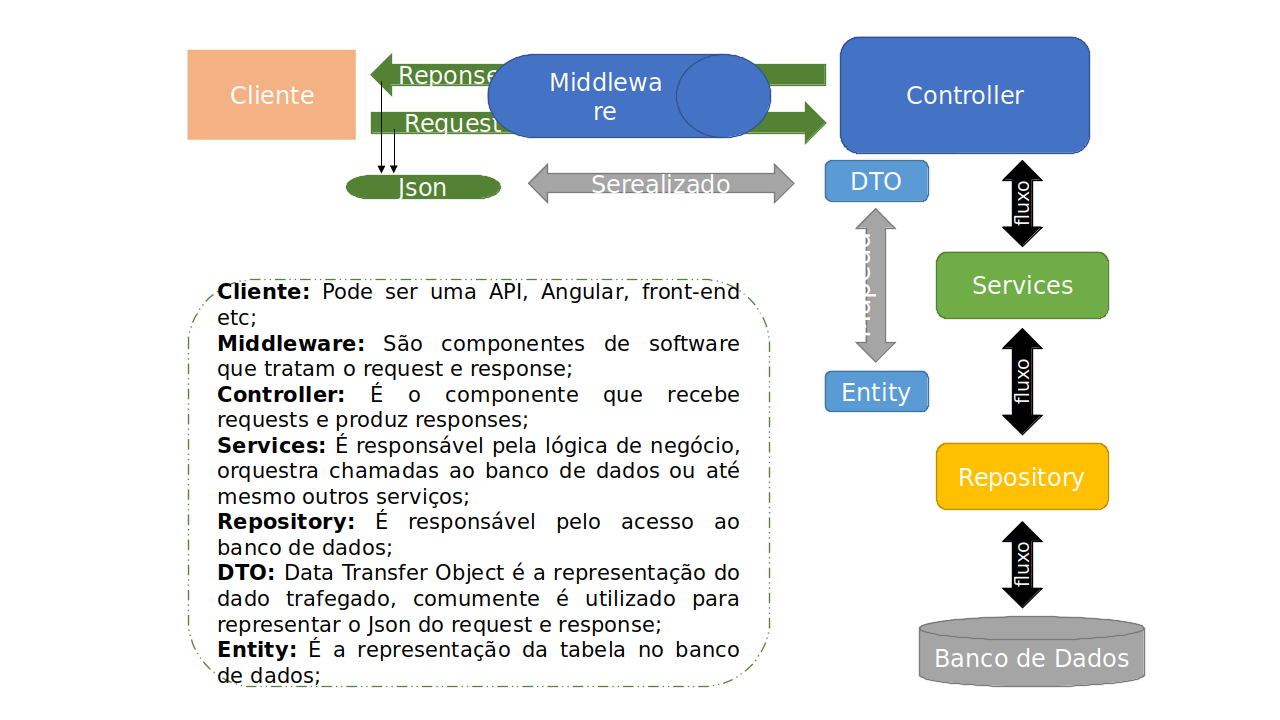 Cliente
Reponse
Request
Middlewa
re
Controller
Json
Serealizado
DTO
fluxo
Services
Entity
fluxo
Repository
fluxo
Banco de Dados
Cliente: Pode ser uma API, Angular, front-end
etc;
Middleware: São componentes de software
que tratam o request e response;
Controller: É o componente que recebe
requests e produz responses;
Services: É responsável pela lógica de negócio,
orquestra chamadas ao banco de dados ou até
mesmo outros serviços;
Repository: É responsável pelo acesso ao
banco de dados;
DTO: Data Transfer Object é a representação do
dado trafegado, comumente é utilizado para
representar o Json do request e response;
Entity: É a representação da tabela no banco
de dados;